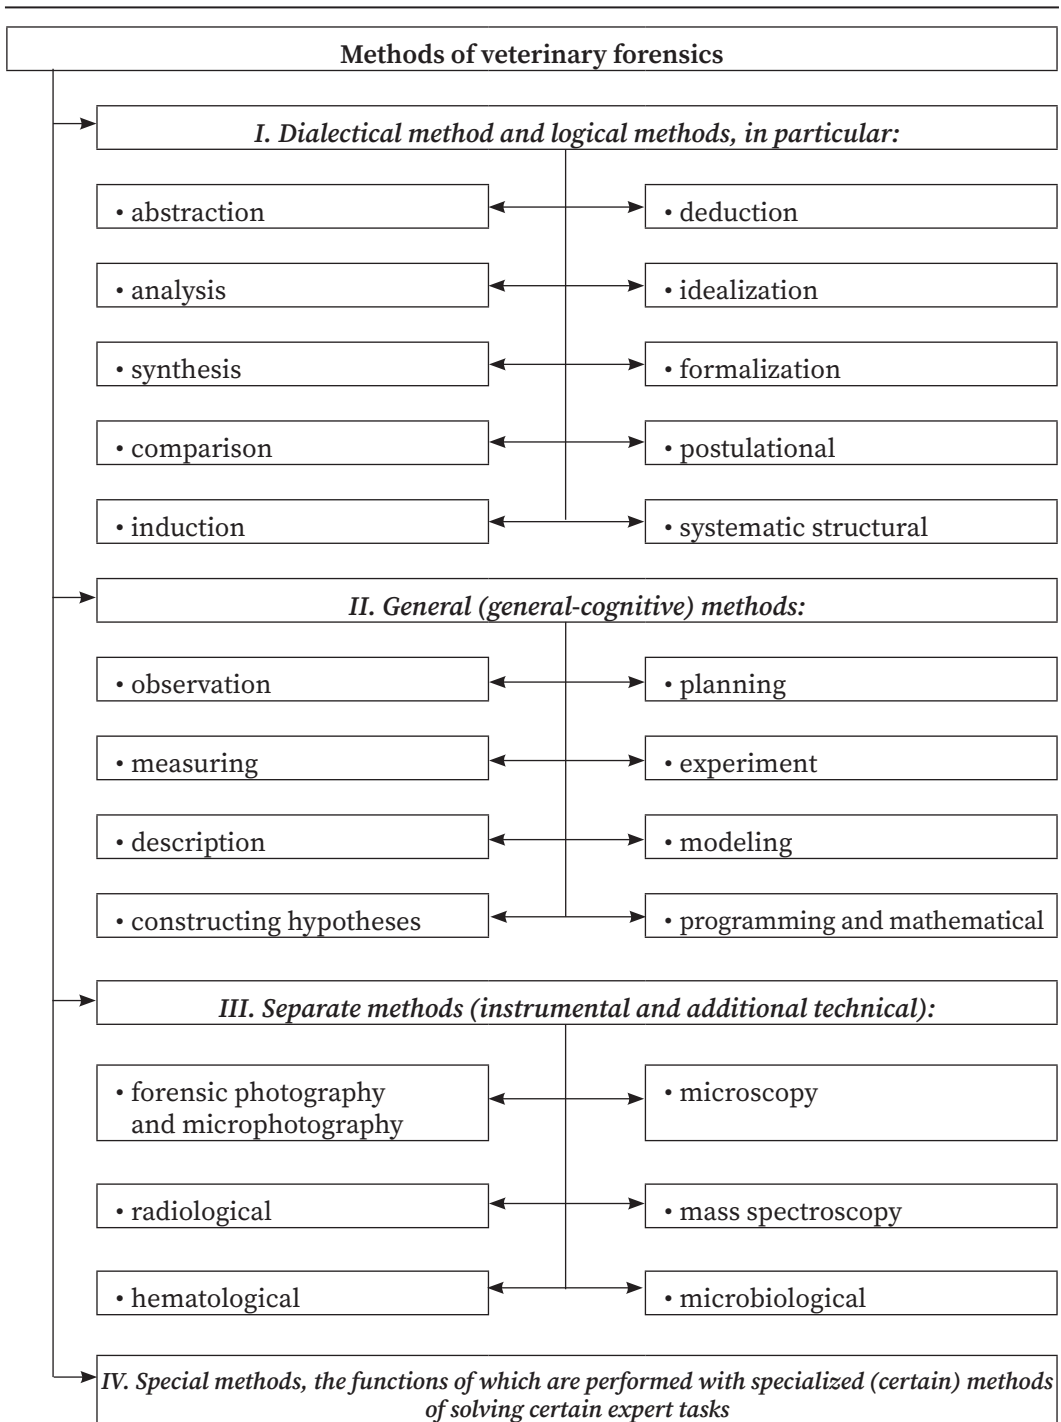 Methods of veterinary forensics
I. Dialectical method and logical methods, in particular:
• abstraction
• deduction
• analysis
• idealization
• synthesis
• formalization
• comparison
• postulational
• induction
• systematic structural
II. General (general-cognitive) methods:
• observation
• planning
• measuring
• experiment
• description
• modeling
• constructing hypotheses
• programming and mathematical
III. Separate methods (instrumental and additional technical):
• forensic photography
and microphotography
• microscopy
• radiological
• mass spectroscopy
• hematological
• microbiological
IV. Special methods, the functions of which are performed with specialized (certain) methods
of solving certain expert tasks